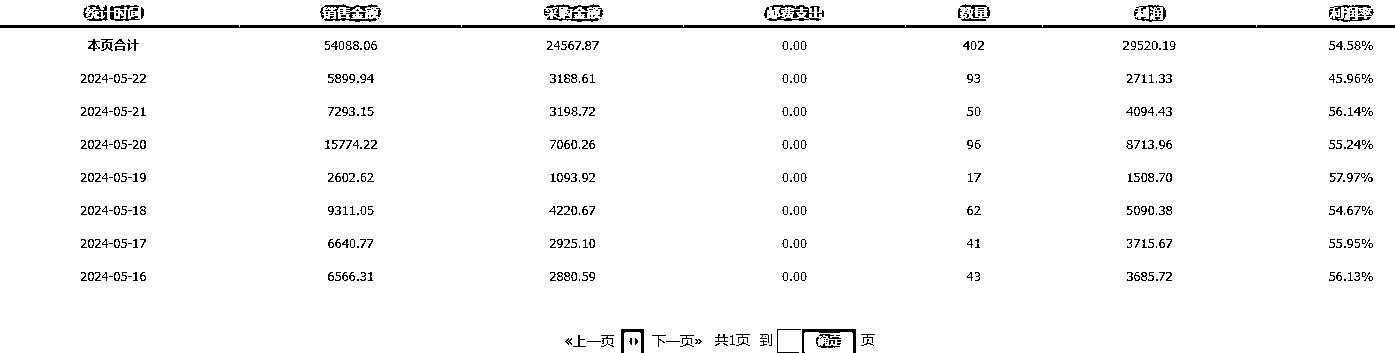 统计时间 销售金额 采购金额 邮费支出 数量 利润 利润率
本页合计 54088.06 24567.87 0.00 402 29520.19 54.58%
2024-05-22 5899.94 3188.61 0.00 93 2711.33 45.96%
2024-05-21 7293.15 3198.72 0.00 50 4094.43 56.14%
2024-05-20 15774.22 7060.26 0.00 96 8713.96 55.24%
2024-05-19 2602.62 1093.92 0.00 17 1508.70 57.97%
2024-05-18 9311.05 4220.67 0.00 62 5090.38 54.67%
2024-05-17 6640.77 2925.10 0.00 41 3715.67 55.95%
2024-05-16 6566.31 2880.59 0.00 43 3685.72 56.13%
«上一页 下一页» 共1页 到 确定 页